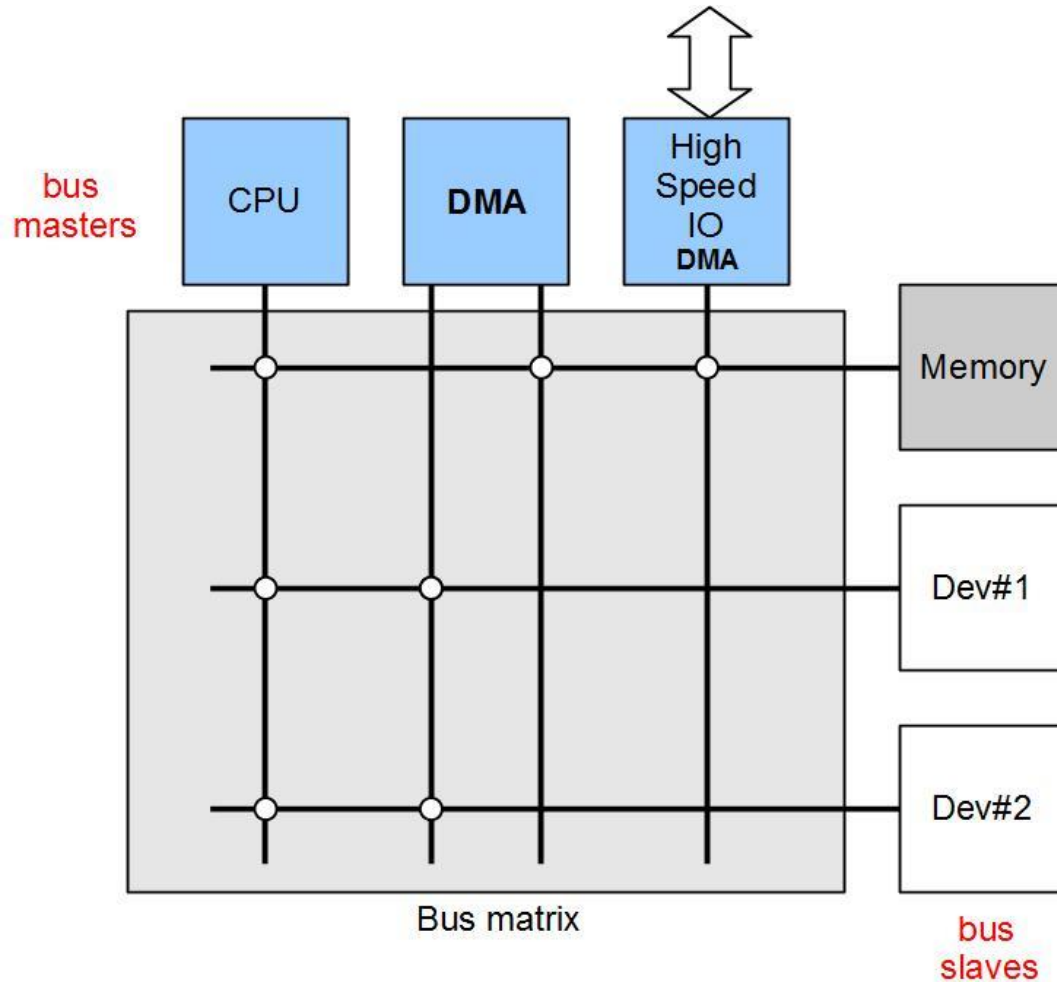 bus
masters
CPU
DMA
High
Speed
IO
DMA
Memory
Dev#1
Dev#2
Bus matrix
bus
slaves